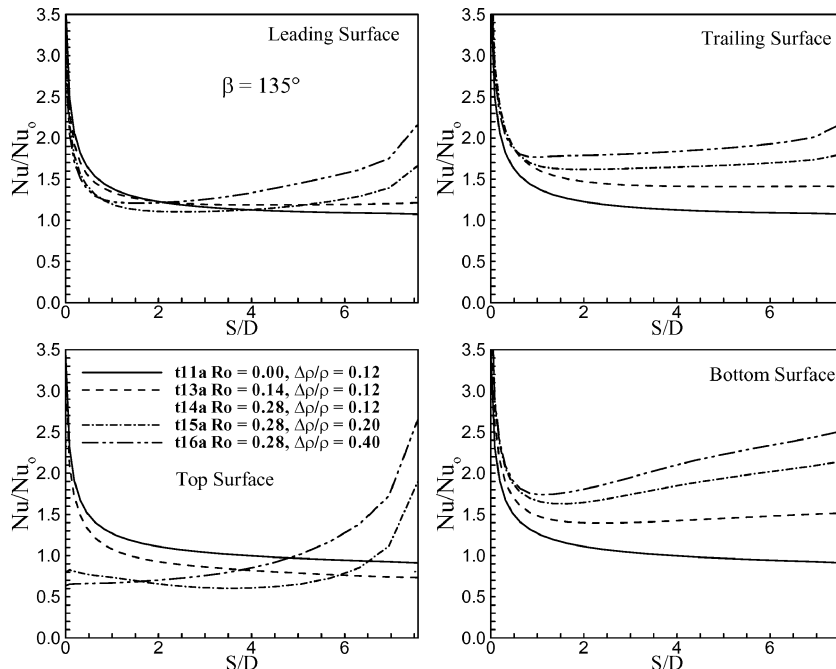 3.5
3.0
2.5
2.0
1.5
1.0
0.5
0.0
Nu/Nuo
Leading Surface
β = 135°
0 2 4 6
S/D
3.5
3.0
2.5
2.0
1.5
1.0
0.5
0.0
Nu/Nuo
Trailing Surface
0 2 4 6
S/D
3.5
3.0
2.5
2.0
1.5
1.0
0.5
0.0
Nu/Nuo
t11a Ro = 0.00, Δρ/ρ = 0.12
t13a Ro = 0.14, Δρ/ρ = 0.12
t14a Ro = 0.28, Δρ/ρ = 0.12
t15a Ro = 0.28, Δρ/ρ = 0.20
t16a Ro = 0.28, Δρ/ρ = 0.40
Top Surface
0 2 4 6
S/D
3.5
3.0
2.5
2.0
1.5
1.0
0.5
0.0
Nu/Nuo
Bottom Surface
0 2 4 6
S/D